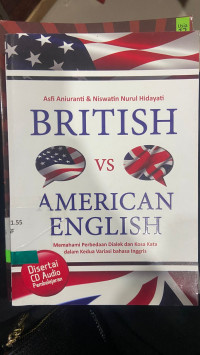 Asfi Aniuranti & Niswatin Nurul Hidayati
BRITISH
VS
AMERICAN
ENGLISH
Memahami Perbedaan Dialek dan Kosa Kata
dalam Kedua Variasi bahasa Inggris
Disertai
CD Audio
Pembelajaran